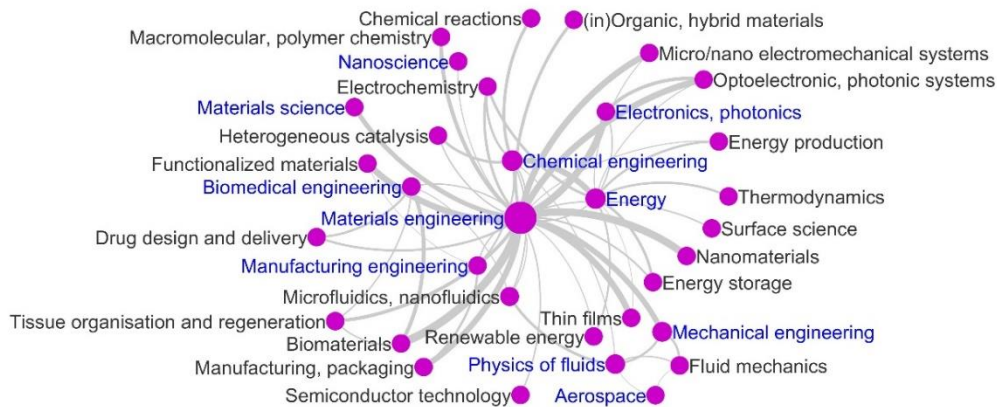 Chemical reactions
(in)Organic, hybrid materials
Macromolecular, polymer chemistry
Micro/nano electromechanical systems
Nanoscience
Optoelectronic, photonic systems
Electrochemistry
Materials science
Electronics, photonics
Heterogeneous catalysis
Energy production
Functionalized materials
Chemical engineering
Biomedical engineering
Energy
Thermodynamics
Materials engineering
Surface science
Drug design and delivery
Nanomaterials
Manufacturing engineering
Energy storage
Microfluidics, nanofluidics
Thin films
Tissue organisation and regeneration
Renewable energy
Mechanical engineering
Biomaterials
Manufacturing, packaging
Physics of fluids
Fluid mechanics
Semiconductor technology
Aerospace